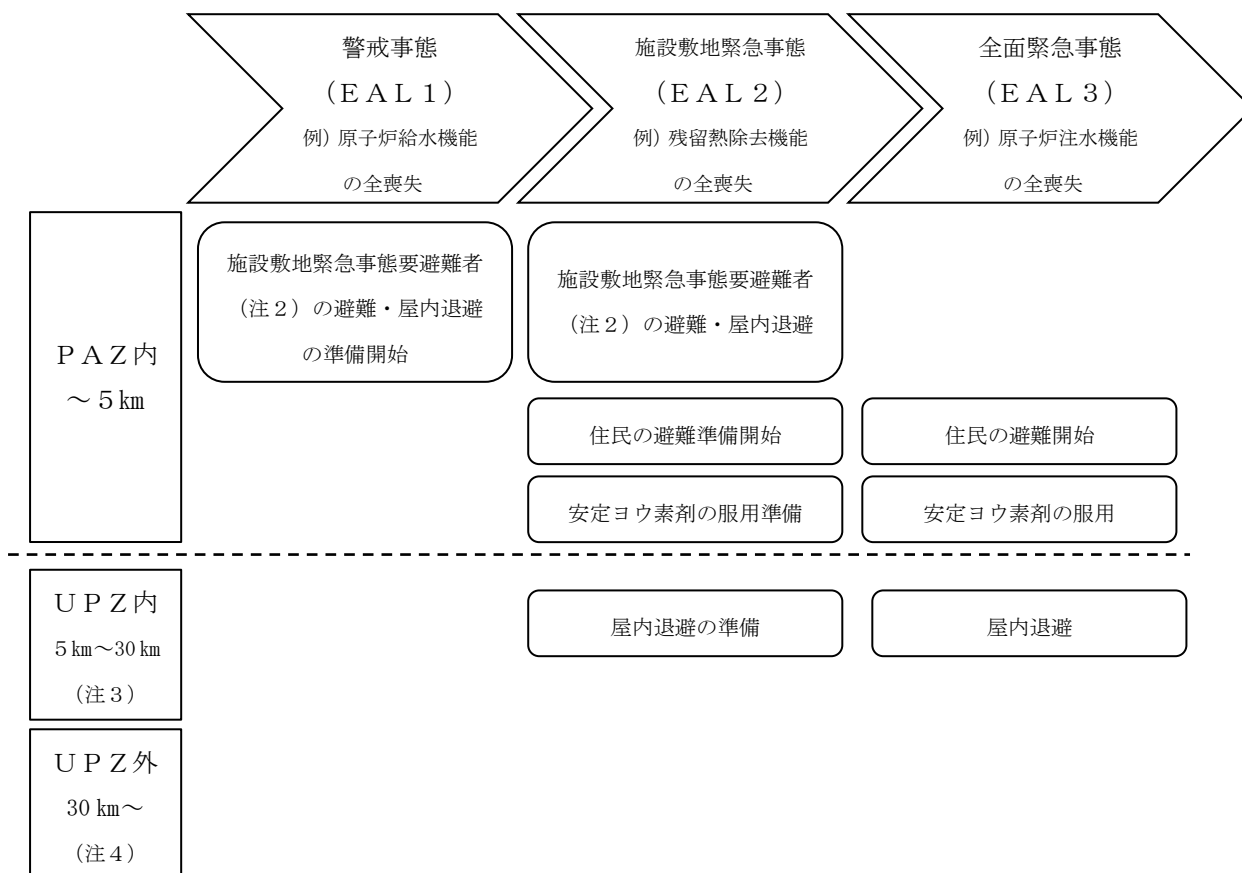 警戒事態
（ＥＡＬ１）
例）原子炉給水機能
の全喪失
施設敷地緊急事態
（ＥＡＬ２）
例）残留熱除去機能
の全喪失
全面緊急事態
（ＥＡＬ３）
例）原子炉注水機能
の全喪失
ＰＡＺ内
～５㎞
施設敷地緊急事態要避難者
（注２）の避難・屋内退避
の準備開始
施設敷地緊急事態要避難者
（注２）の避難・屋内退避
住民の避難準備開始
住民の避難開始
安定ヨウ素剤の服用準備
安定ヨウ素剤の服用
ＵＰＺ内
５㎞～30㎞
（注３）
屋内退避の準備
屋内退避
ＵＰＺ外
30㎞～
（注４）